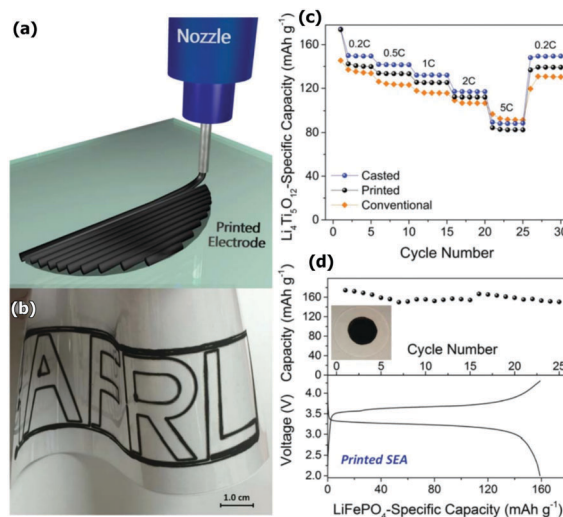 (a)
Nozzle
Printed
Electrode
(b)
AFRL
1.0 cm
(c)
Li4Ti5O12-Specific Capacity (mAh g-1)
160
120
80
40
0
0.2C
0.5C
1C
2C
5C
0.2C
Casted
Printed
Conventional
0 5 10 15 20 25 30
Cycle Number
(d)
Capacity (mAh g-1)
160
120
80
40
0
Cycle Number
0 5 10 15 20 25
Voltage (V)
4.0
3.5
3.0
2.5
2.0
Printed SEA
0 40 80 120 160
LiFePO4-Specific Capacity (mAh g-1)